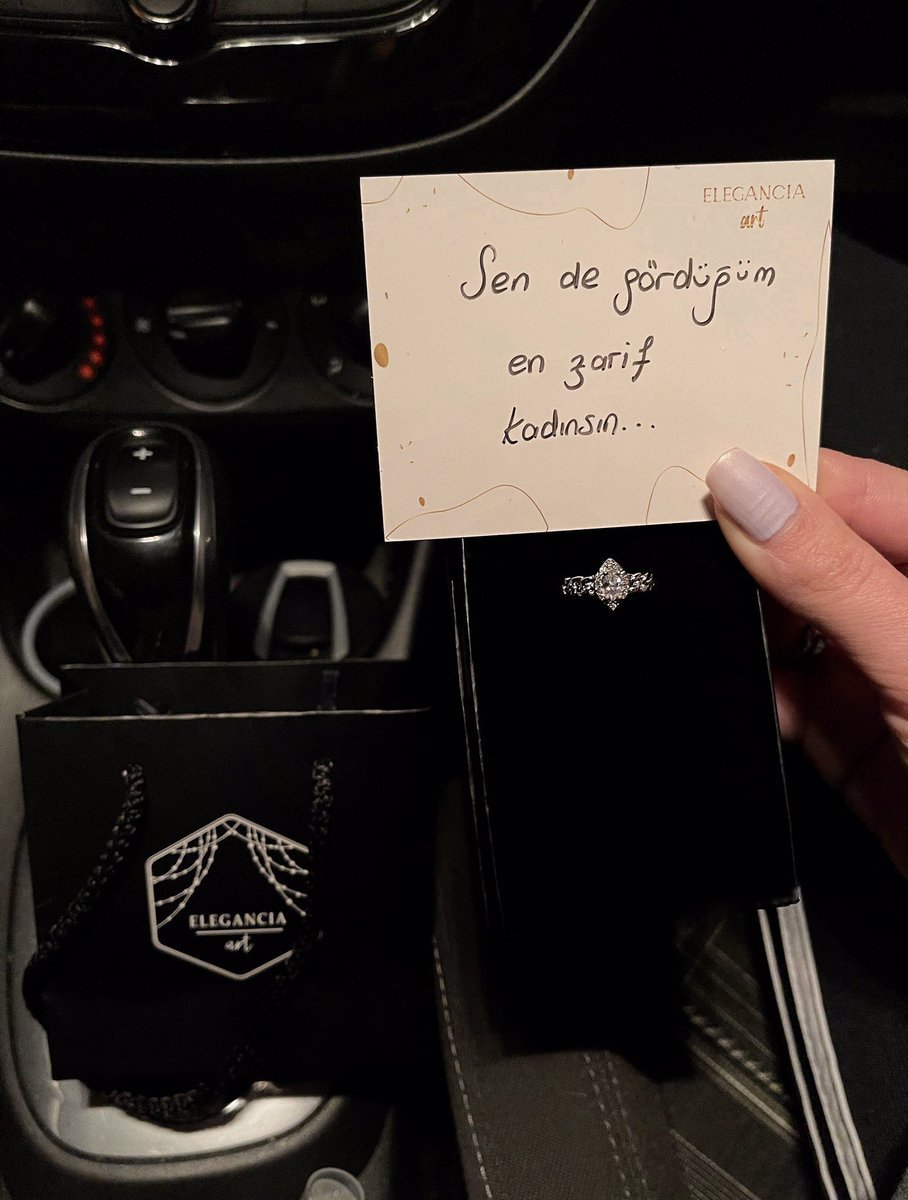 ELEGANCIA
art
Sen de gördüğüm
en zarif
kadınsın...
+
-
ELEGANCIA
art